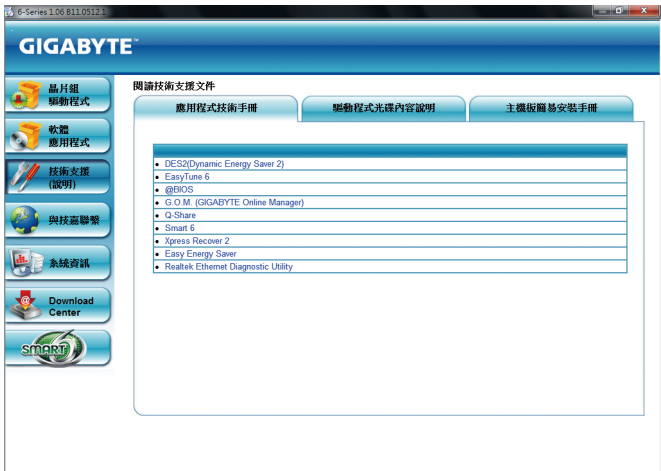 6-Series 1.06 B11.0512.1
GIGABYTE™
晶片組
驅動程式
軟體
應用程式
技術支援
(說明)
與技嘉聯繫
系統資訊
Download
Center
SMART6
閱讀技術支援文件
應用程式技術手冊
驅動程式光碟內容說明
主機板簡易安裝手冊
DES2(Dynamic Energy Saver 2)
EasyTune 6
@BIOS
G.O.M. (GIGABYTE Online Manager)
Q-Share
Smart 6
Xpress Recover 2
Easy Energy Saver
Realtek Ethernet Diagnostic Utility